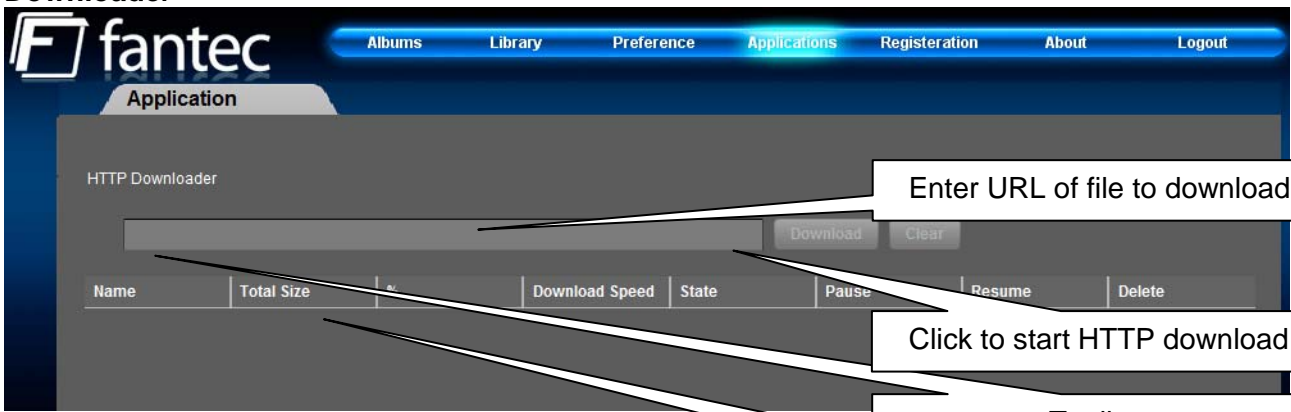 fantec
Albums Library Preference Applications Registeration About Logout
Application
HTTP Downloader
Enter URL of file to download
Download Clear
Name Total Size % Download Speed State Pause Resume Delete
Click to start HTTP download